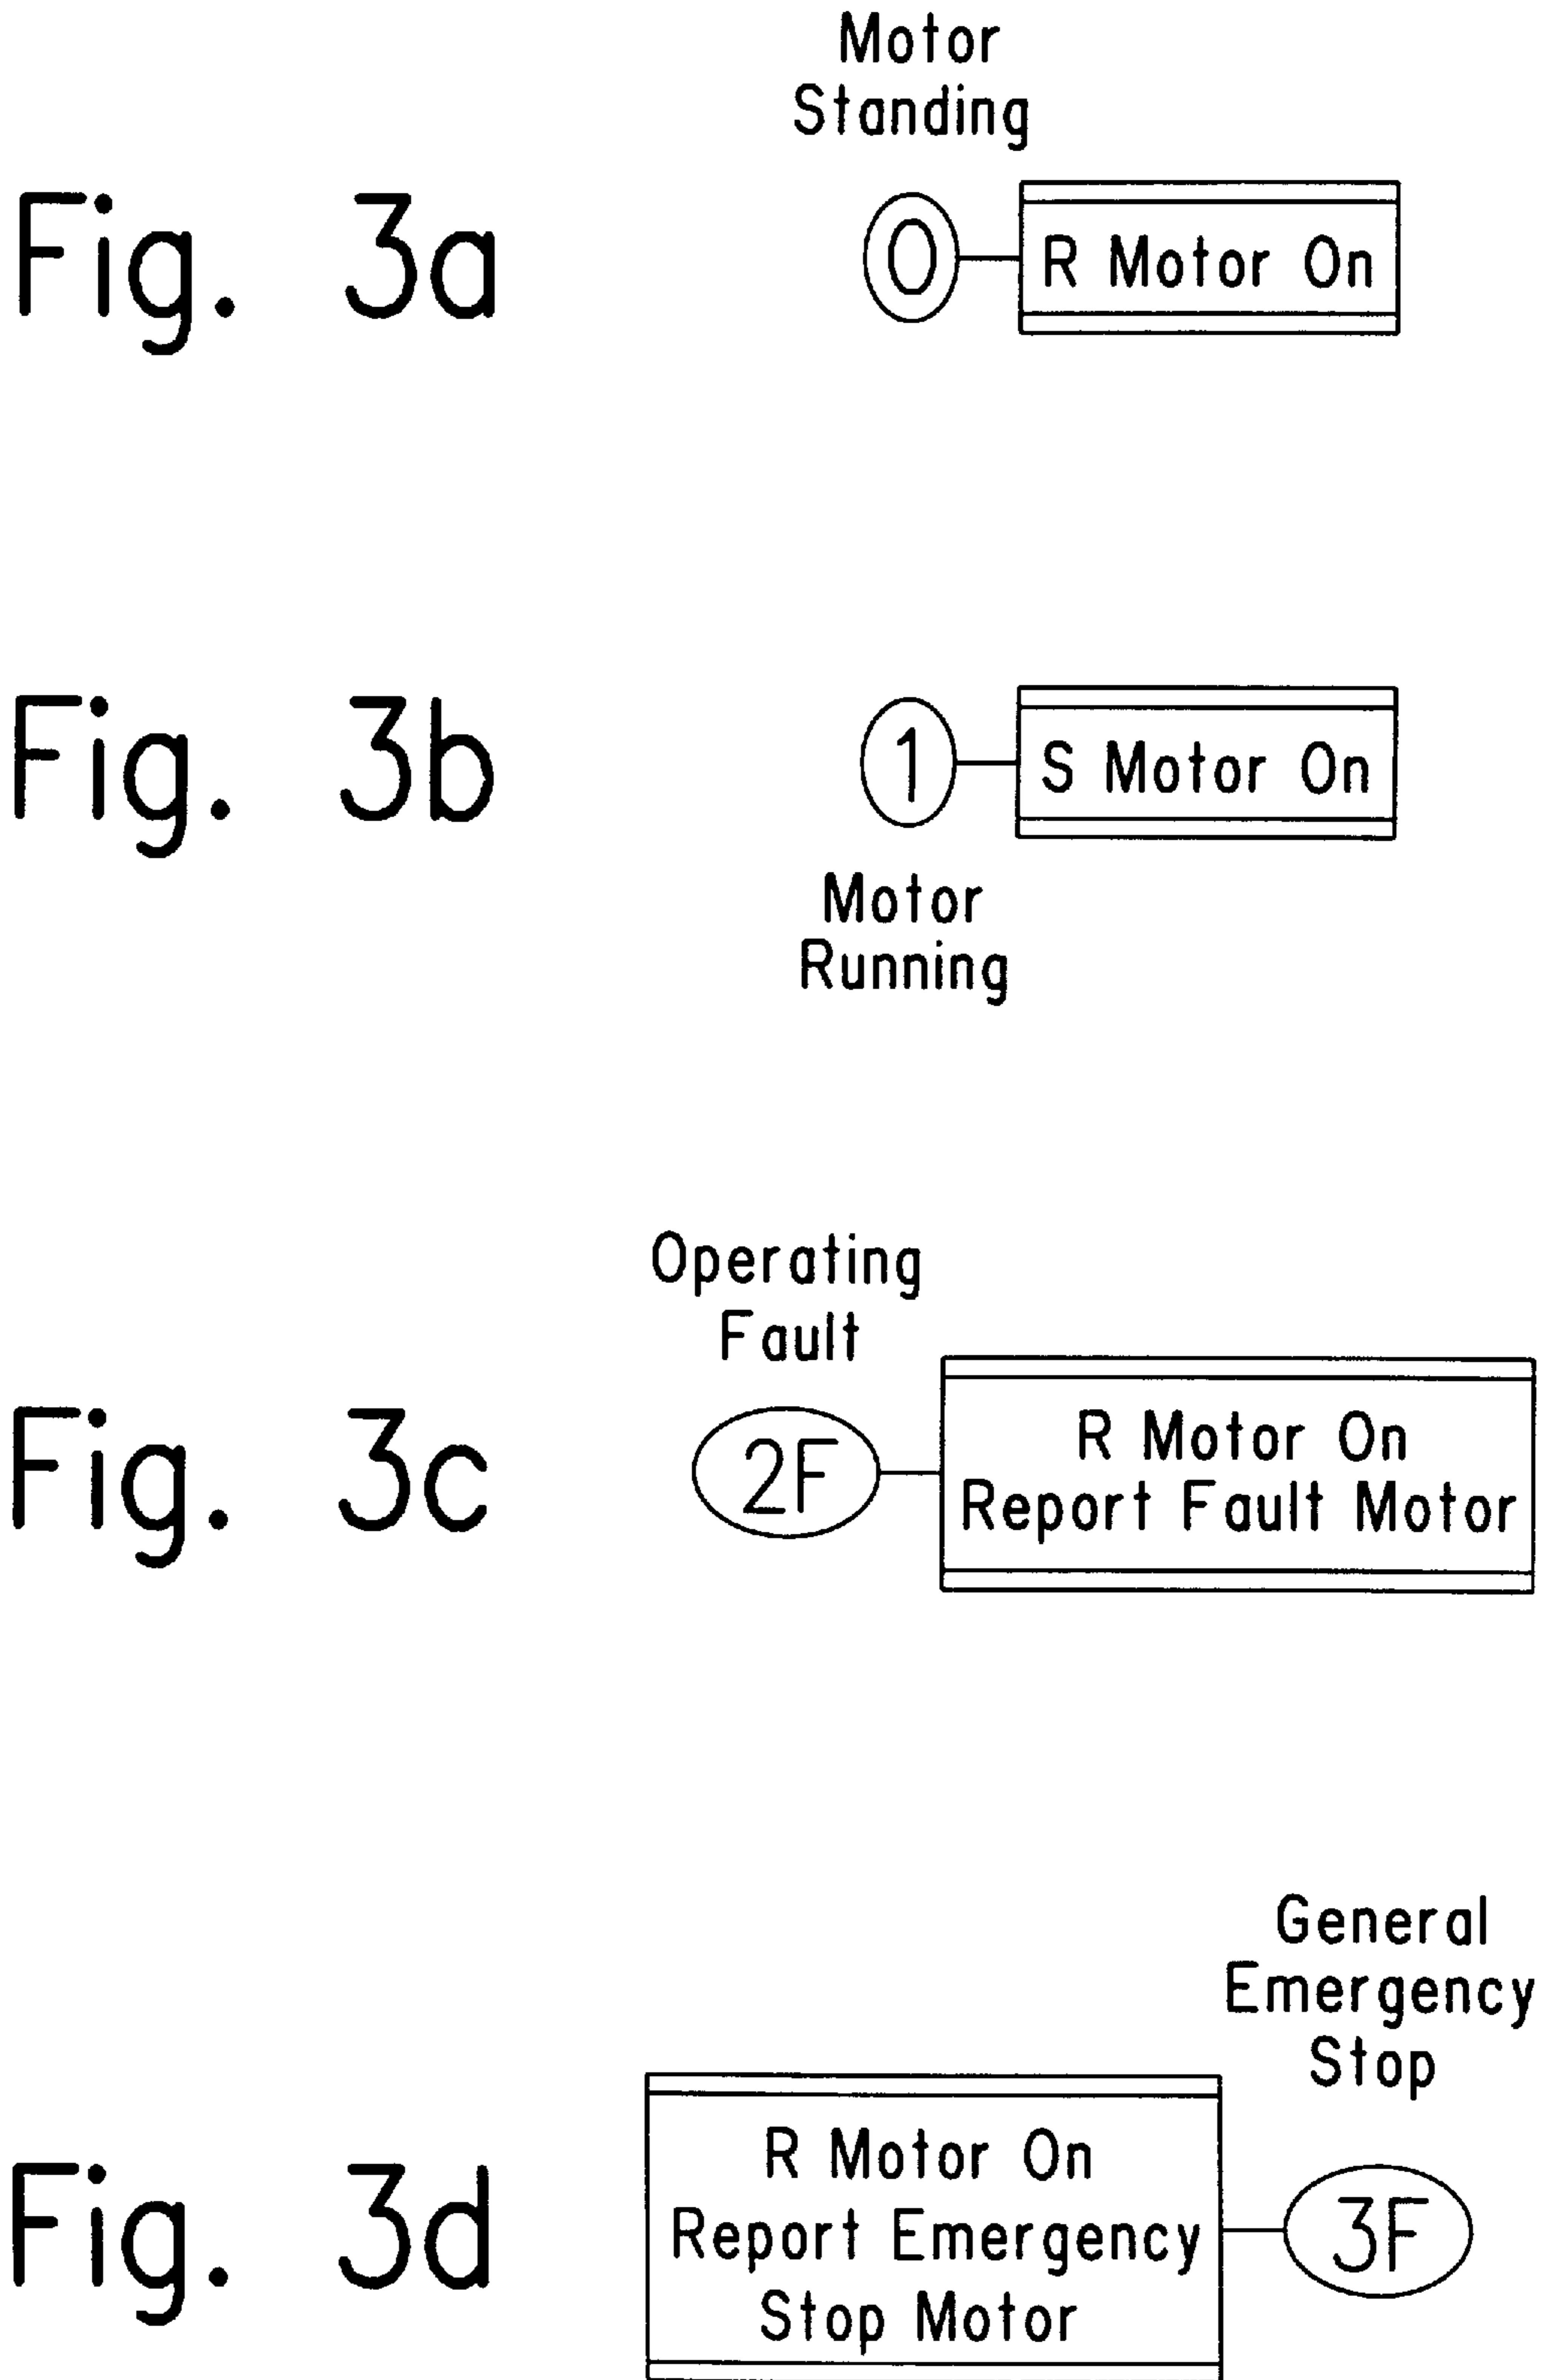 Motor
Standing
Fig. 3a
0
R Motor On
Fig. 3b
1
S Motor On
Motor
Running
Operating
Fault
Fig. 3c
2F
R Motor On
Report Fault Motor
General
Emergency
Stop
Fig. 3d
R Motor On
Report Emergency
Stop Motor
3F